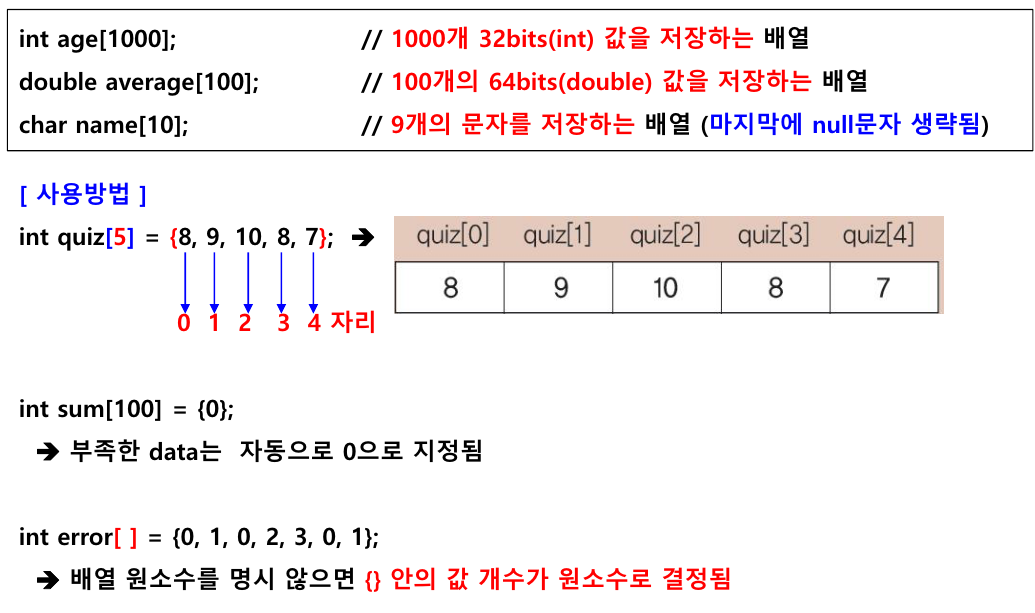 int age[1000]; // 1000개 32bits(int) 값을 저장하는 배열
double average[100]; // 100개의 64bits(double) 값을 저장하는 배열
char name[10]; // 9개의 문자를 저장하는 배열 (마지막에 null문자 생략됨)
[ 사용방법 ]
int quiz[5] = {8, 9, 10, 8, 7}; ➔
quiz[0] quiz[1] quiz[2] quiz[3] quiz[4]
8 9 10 8 7
0 1 2 3 4 자리
int sum[100] = {0};
➔ 부족한 data는 자동으로 0으로 지정됨
int error[ ] = {0, 1, 0, 2, 3, 0, 1};
➔ 배열 원소수를 명시 않으면 {} 안의 값 개수가 원소수로 결정됨